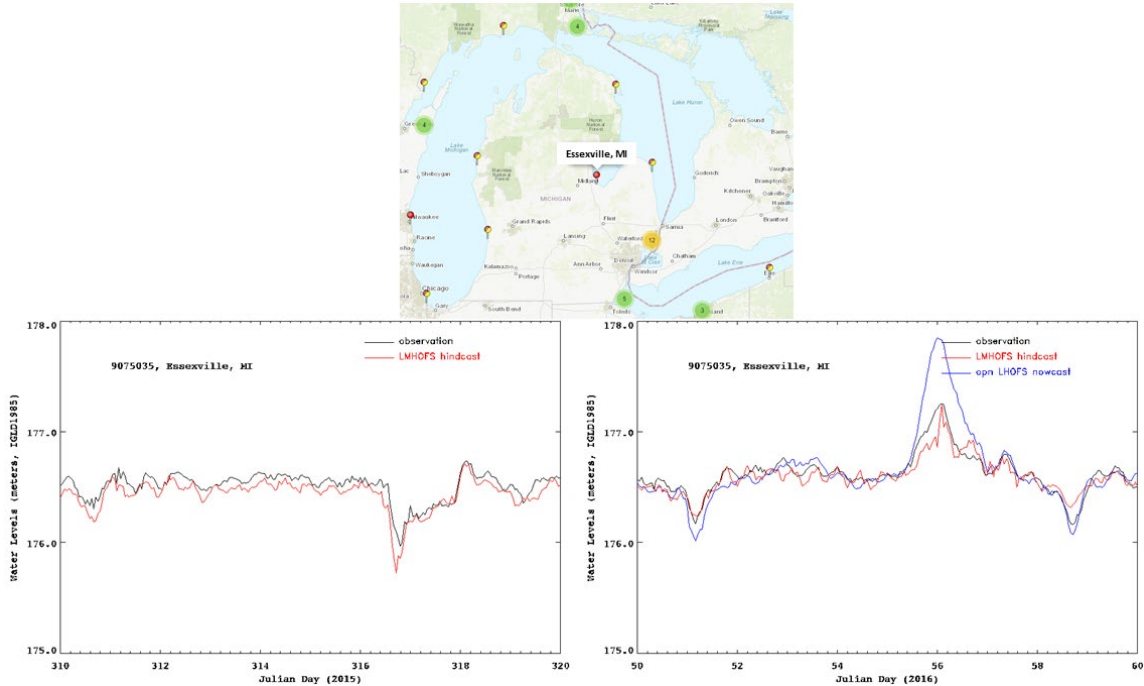 4
Lake Huron
Owen Sound
Barrie
4
Lake Michigan
Essexville, MI
Midland
Sheboygan
Goderich
Brampton
Kitchener
MICHIGAN
Milwaukee
Grand Rapids
Flint
London
Brantford
Racine
Lansing
Waterford
12
Sarnia
Waukegan
Kalamazoo
Ann Arbor
Detroit
Chatham
Lake Erie
Portage
Windsor
Erie
Chicago
Gary
South Bend
5
Toledo
3
178.0
observation
LMHOFS hindcast
9075035, Essexville, MI
177.0
176.0
175.0
Water Levels (meters, IGLD1985)
310 312 314 316 318 320
Julian Day (2015)
178.0
observation
LMHOFS hindcast
opn LHOFS nowcast
9075035, Essexville, MI
177.0
176.0
175.0
Water Levels (meters, IGLD1985)
50 52 54 56 58 60
Julian Day (2016)